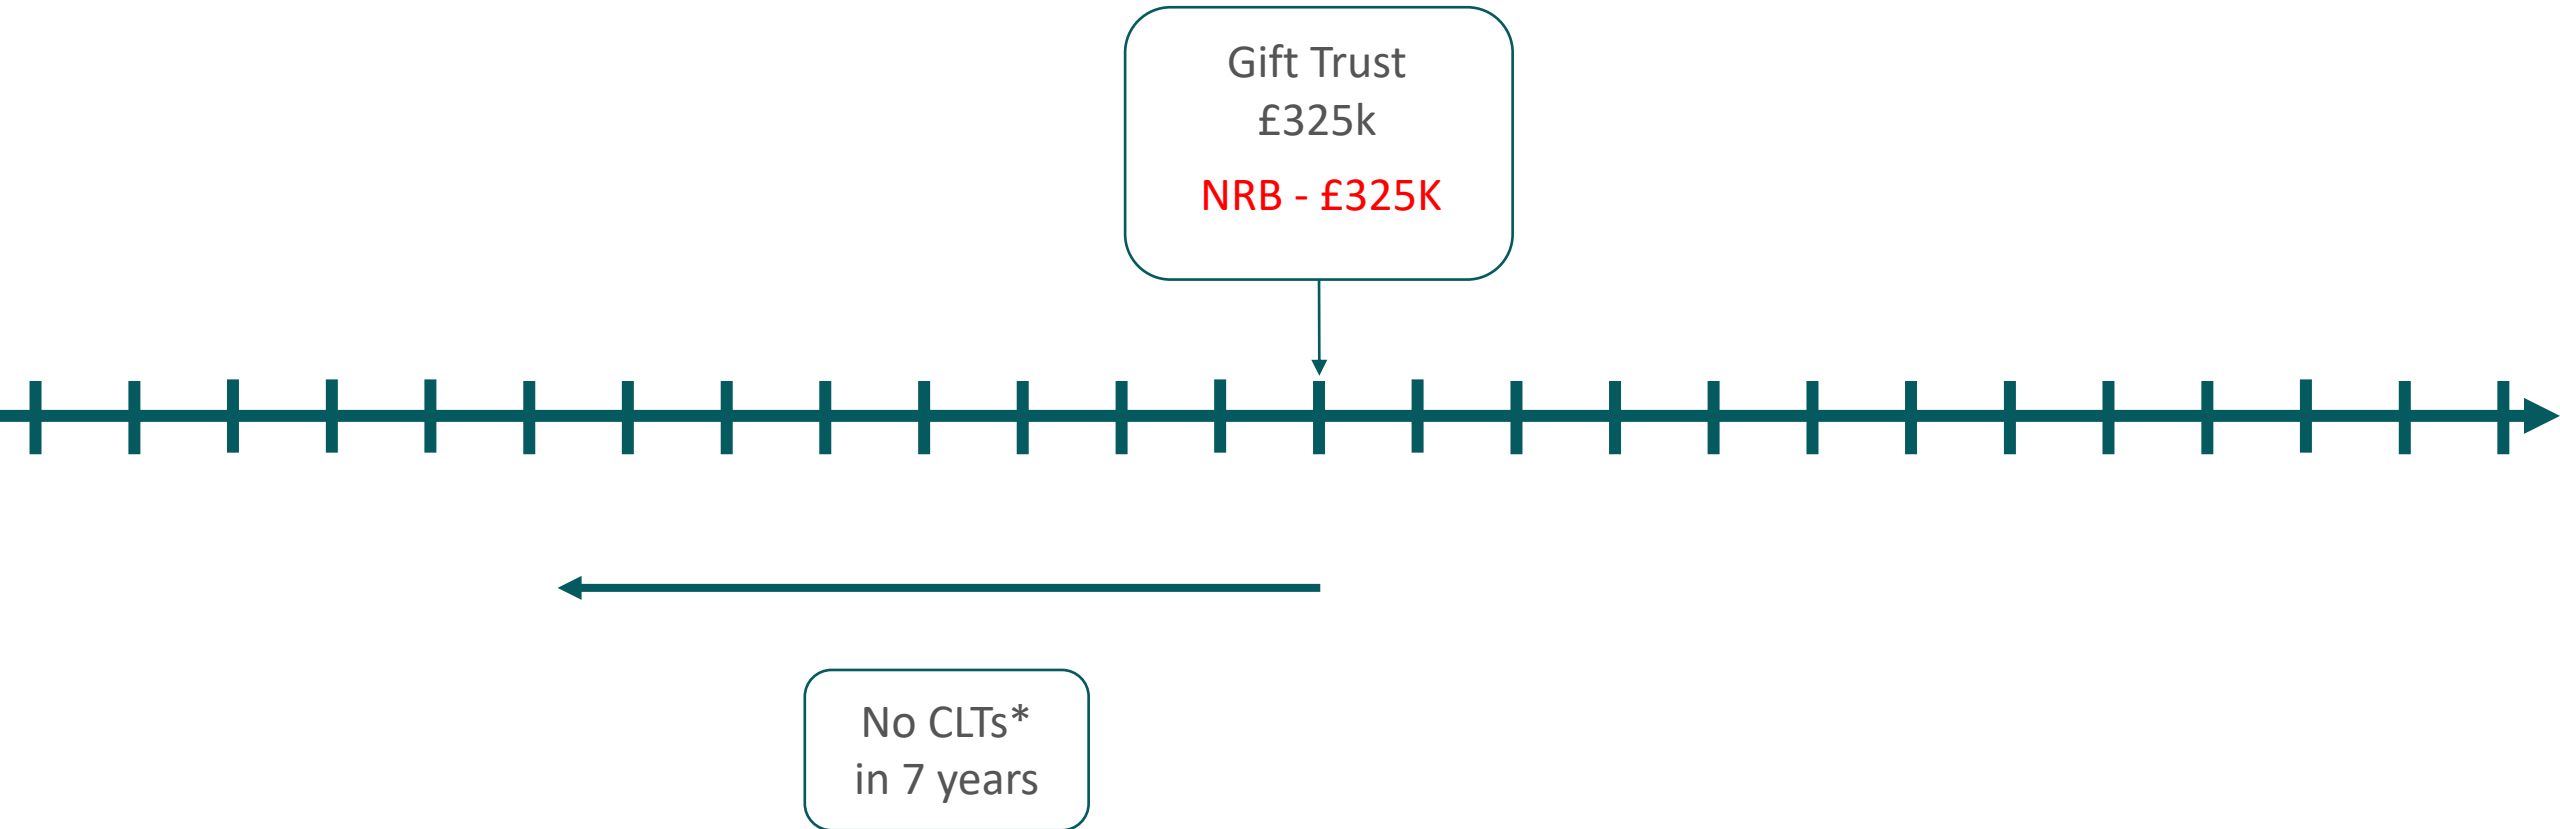 Gift Trust
£325k
NRB - £325K
No CLTs*
in 7 years